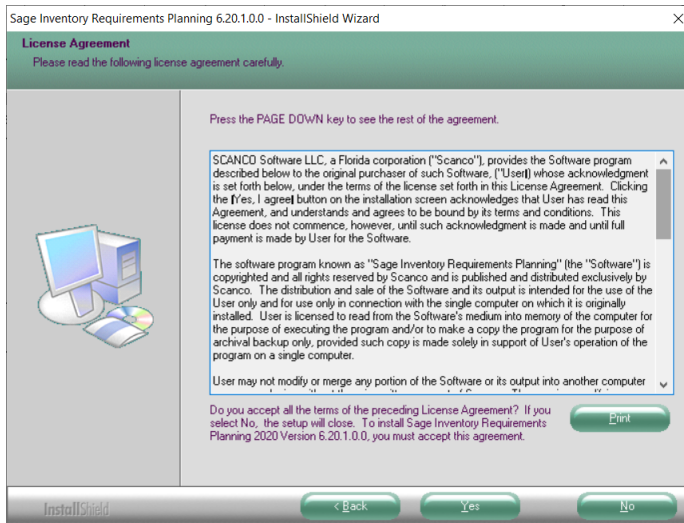 Sage Inventory Requirements Planning 6.20.1.0.0 - InstallShield Wizard
License Agreement
Please read the following license agreement carefully.
Press the PAGE DOWN key to see the rest of the agreement.
SCANCO Software LLC, a Florida corporation ("Scanco"), provides the Software program
described below to the original purchaser of such Software, ("User‖) whose acknowledgment
is set forth below, under the terms of the license set forth in this License Agreement. Clicking
the ‖Yes, I agree‖ button on the installation screen acknowledges that User has read this
Agreement, and understands and agrees to be bound by its terms and conditions. This
license does not commence, however, until such acknowledgment is made and until full
payment is made by User for the Software.
The software program known as "Sage Inventory Requirements Planning" (the "Software") is
copyrighted and all rights reserved by Scanco and is published and distributed exclusively by
Scanco. The distribution and sale of the Software and its output is intended for the use of the
User only and for use only in connection with the single computer on which it is originally
installed. User is licensed to read from the Software's medium into memory of the computer for
the purpose of executing the program and/or to make a copy the program for the purpose of
archival backup only, provided such copy is made solely in support of User's operation of the
program on a single computer.
User may not modify or merge any portion of the Software or its output into another computer
Do you accept all the terms of the preceding License Agreement? If you
select No, the setup will close. To install Sage Inventory Requirements
Planning 2020 Version 6.20.1.0.0, you must accept this agreement.
Print
InstallShield
< Back
Yes
No